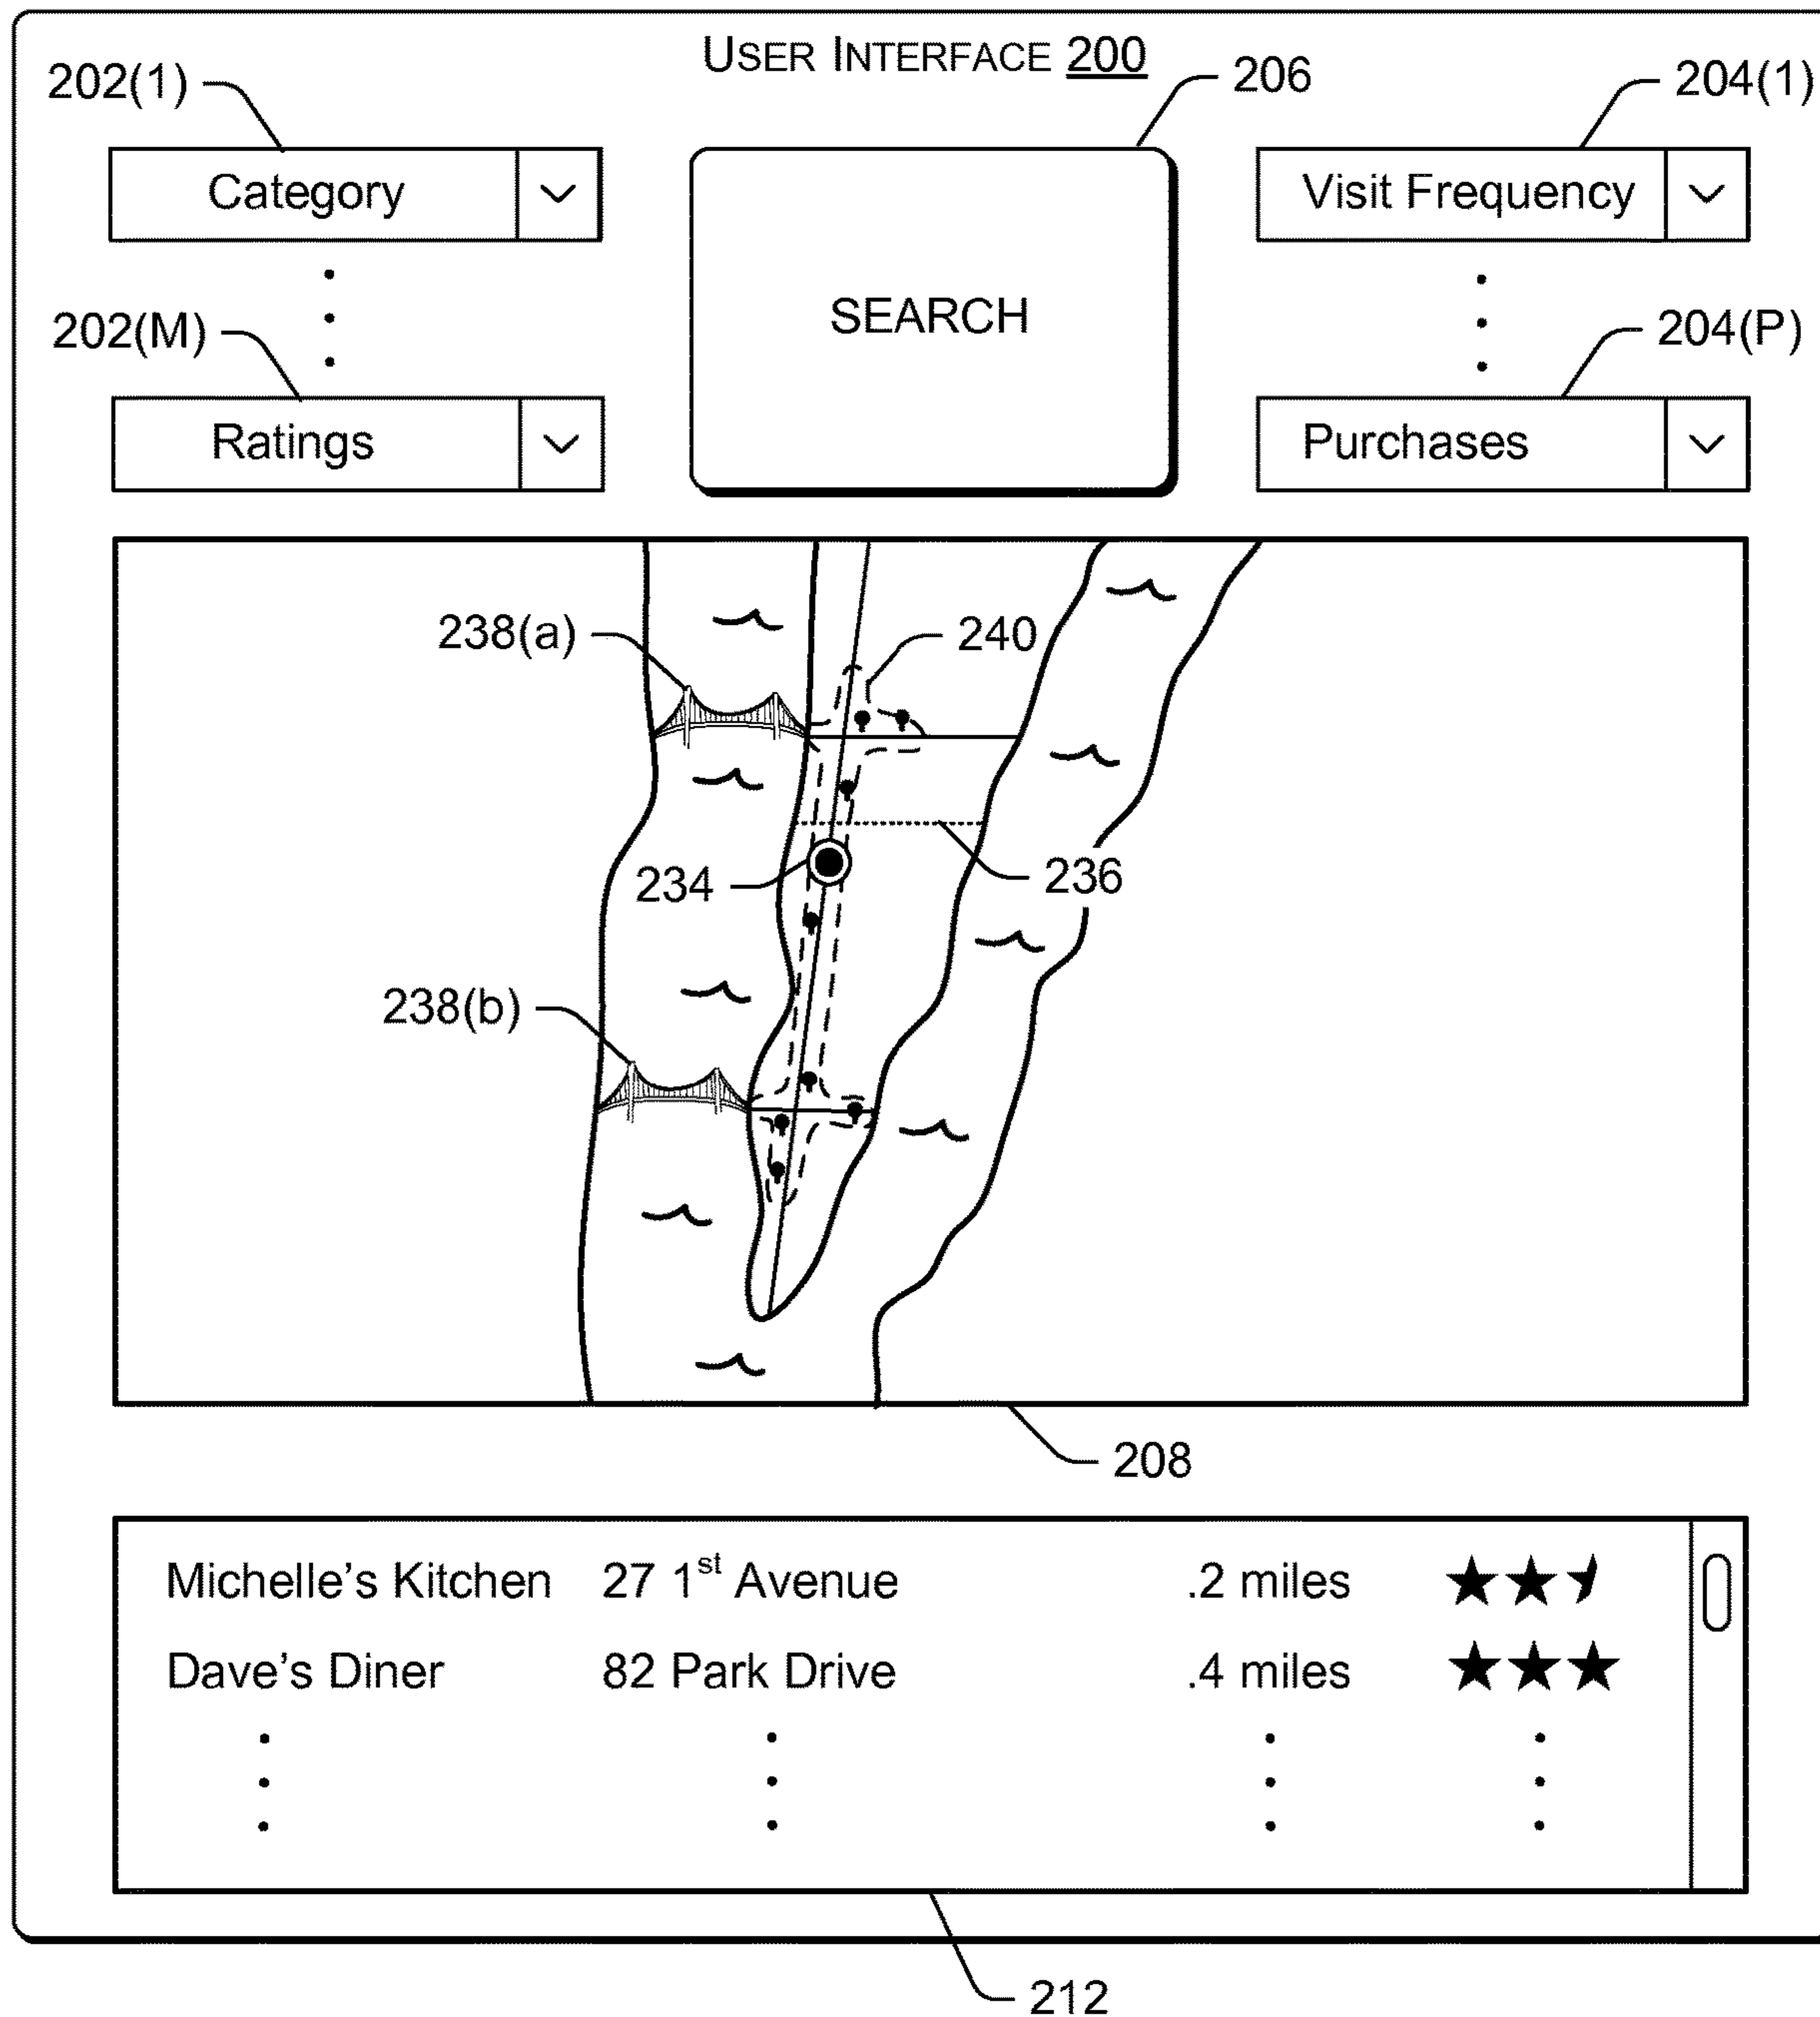 USER INTERFACE 200
202(1)
206
204(1)
Category
Visit Frequency
SEARCH
202(M)
204(P)
Ratings
Purchases
238(a)
240
234
236
238(b)
208
Michelle's Kitchen 27 1st Avenue .2 miles
Dave's Diner 82 Park Drive .4 miles
212